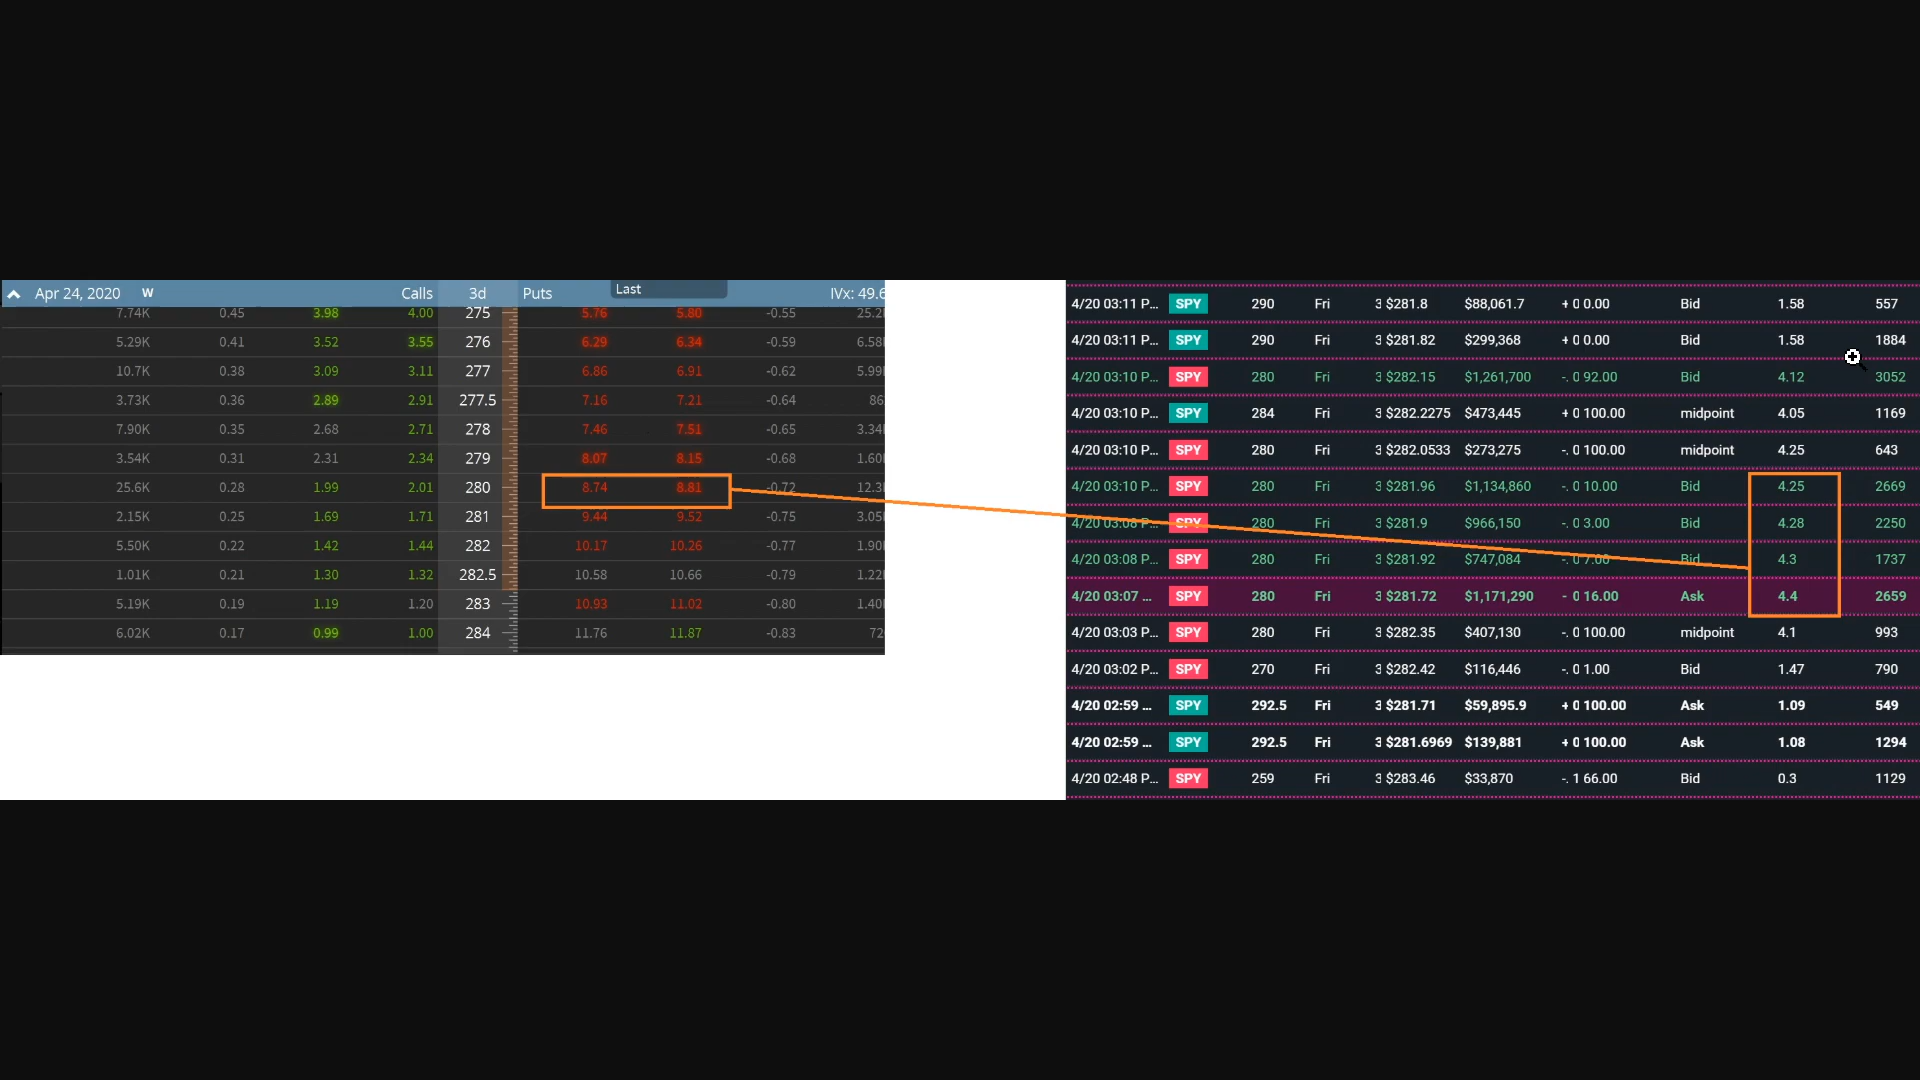 Apr 24, 2020 W Calls 3d Puts Last IVx: 49.6
7.74K 0.45 3.98 4.00 275 5.76 5.80 -0.55 25.2
5.29K 0.41 3.52 3.55 276 6.29 6.34 -0.59 6.58
10.7K 0.38 3.09 3.11 277 6.86 6.91 -0.62 5.99
3.73K 0.36 2.89 2.91 277.5 7.16 7.21 -0.64 86
7.90K 0.35 2.68 2.71 278 7.46 7.51 -0.65 3.34
3.54K 0.31 2.31 2.34 279 8.07 8.15 -0.68 1.60
25.6K 0.28 1.99 2.01 280 8.74 8.81 -0.72 12.3
2.15K 0.25 1.69 1.71 281 9.44 9.52 -0.75 3.05
5.50K 0.22 1.42 1.44 282 10.17 10.26 -0.77 1.90
1.01K 0.21 1.30 1.32 282.5 10.58 10.66 -0.79 1.22
5.19K 0.19 1.19 1.20 283 10.93 11.02 -0.80 1.40
6.02K 0.17 0.99 1.00 284 11.76 11.87 -0.83 72
4/20 03:11 P... SPY 290 Fri 3 $281.8 $88,061.7 + 0 0.00 Bid 1.58 557
4/20 03:11 P... SPY 290 Fri 3 $281.82 $299,368 + 0 0.00 Bid 1.58 1884
4/20 03:10 P... SPY 280 Fri 3 $282.15 $1,261,700 -. 0 92.00 Bid 4.12 3052
4/20 03:10 P... SPY 284 Fri 3 $282.2275 $473,445 + 0 100.00 midpoint 4.05 1169
4/20 03:10 P... SPY 280 Fri 3 $282.0533 $273,275 -. 0 100.00 midpoint 4.25 643
4/20 03:10 P... SPY 280 Fri 3 $281.96 $1,134,860 -. 0 10.00 Bid 4.25 2669
4/20 03:08 P... SPY 280 Fri 3 $281.9 $966,150 -. 0 3.00 Bid 4.28 2250
4/20 03:08 P... SPY 280 Fri 3 $281.92 $747,084 -. 0 7.00 Bid 4.3 1737
4/20 03:07 ... SPY 280 Fri 3 $281.72 $1,171,290 - 0 16.00 Ask 4.4 2659
4/20 03:03 P... SPY 280 Fri 3 $282.35 $407,130 -. 0 100.00 midpoint 4.1 993
4/20 03:02 P... SPY 270 Fri 3 $282.42 $116,446 -. 0 1.00 Bid 1.47 790
4/20 02:59 ... SPY 292.5 Fri 3 $281.71 $59,895.9 + 0 100.00 Ask 1.09 549
4/20 02:59 ... SPY 292.5 Fri 3 $281.6969 $139,881 + 0 100.00 Ask 1.08 1294
4/20 02:48 P... SPY 259 Fri 3 $283.46 $33,870 -. 1 66.00 Bid 0.3 1129